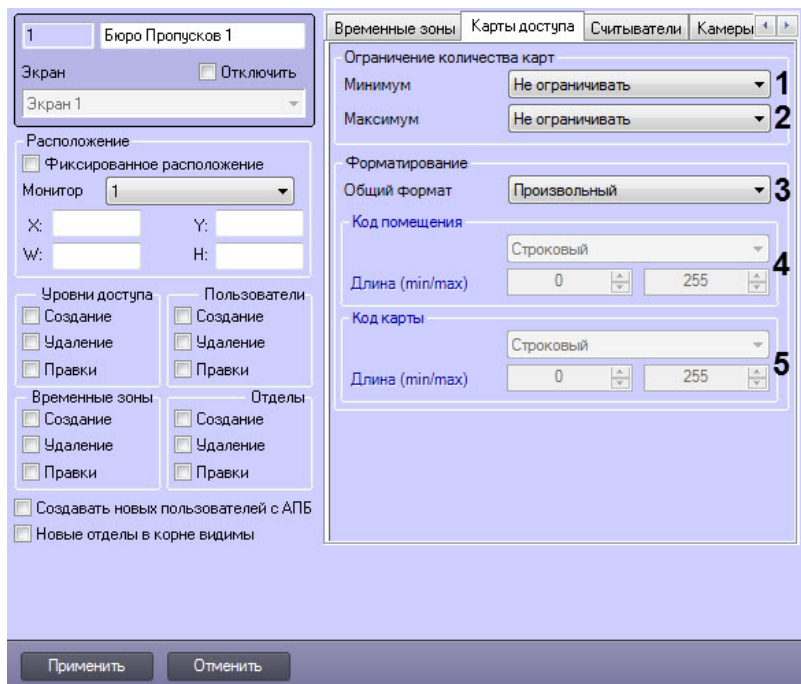 1
Бюро Пропусков 1
Экран
Отключить
Экран 1
Расположение
Фиксированное расположение
Монитор
1
X:
Y:
W:
H:
Уровни доступа
Создание
Удаление
Правки
Пользователи
Создание
Удаление
Правки
Временные зоны
Создание
Удаление
Правки
Отделы
Создание
Удаление
Правки
Создавать новых пользователей с АПБ
Новые отделы в корне видимы
Временные зоны
Карты доступа
Считыватели
Камеры
Ограничение количества карт
Минимум
Не ограничивать
1
Максимум
Не ограничивать
2
Форматирование
Общий формат
Произвольный
3
Код помещения
Строковый
4
Длина (min/max)
0
255
Код карты
Строковый
5
Длина (min/max)
0
255
Применить
Отменить